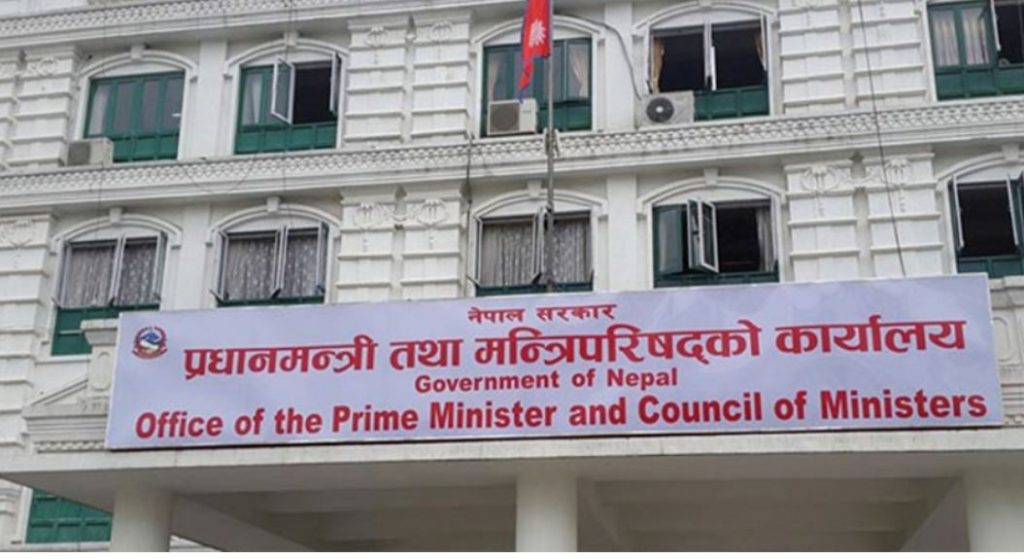 नेपाल सरकार
प्रधानमन्त्री तथा मन्त्रिपरिषद्को कार्यालय
Government of Nepal
Office of the Prime Minister and Council of Ministers